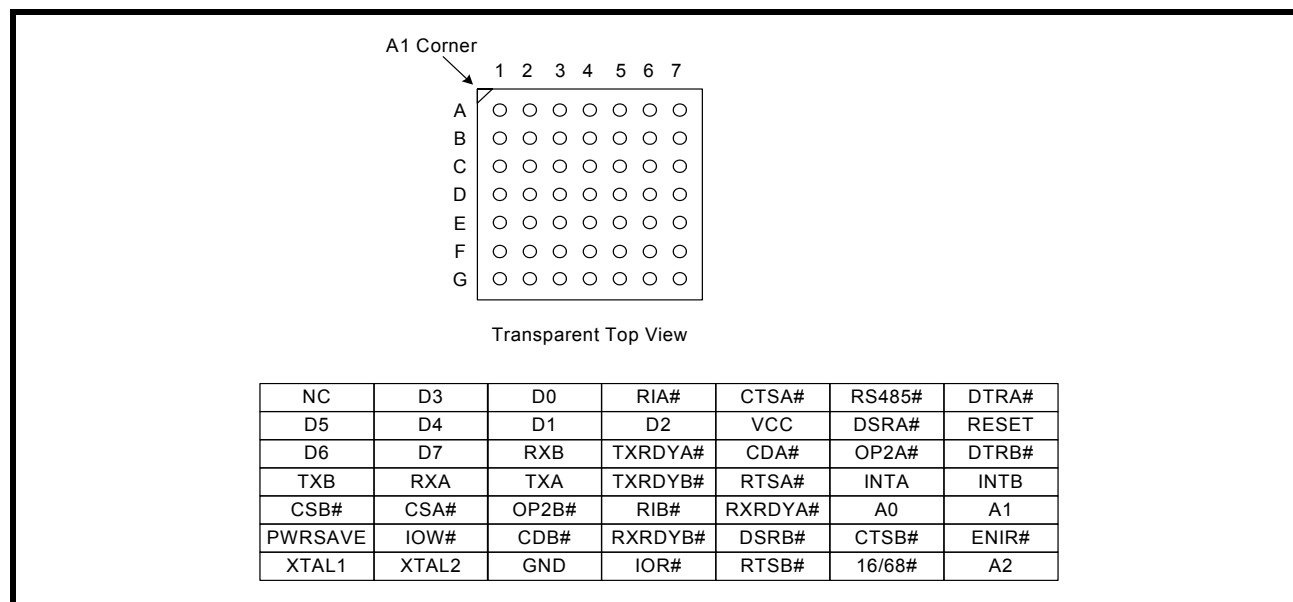 A1 Corner
1 2 3 4 5 6 7
A
B
C
D
E
F
G
Transparent Top View
NC D3 D0 RIA# CTSA# RS485# DTRA#
D5 D4 D1 D2 VCC DSRA# RESET
D6 D7 RXB TXRDYA# CDA# OP2A# DTRB#
TXB RXA TXA TXRDYB# RTSA# INTA INTB
CSB# CSA# OP2B# RIB# RXRDYA# A0 A1
PWRSAVE IOW# CDB# RXRDYB# DSRB# CTSB# ENIR#
XTAL1 XTAL2 GND IOR# RTSB# 16/68# A2